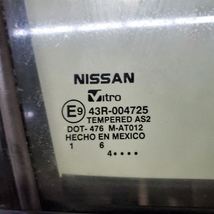 NISSAN
Vitro
E9 43R-004725
TEMPERED AS2
DOT-476 M-AT012
HECHO EN MEXICO
1 6
4••••